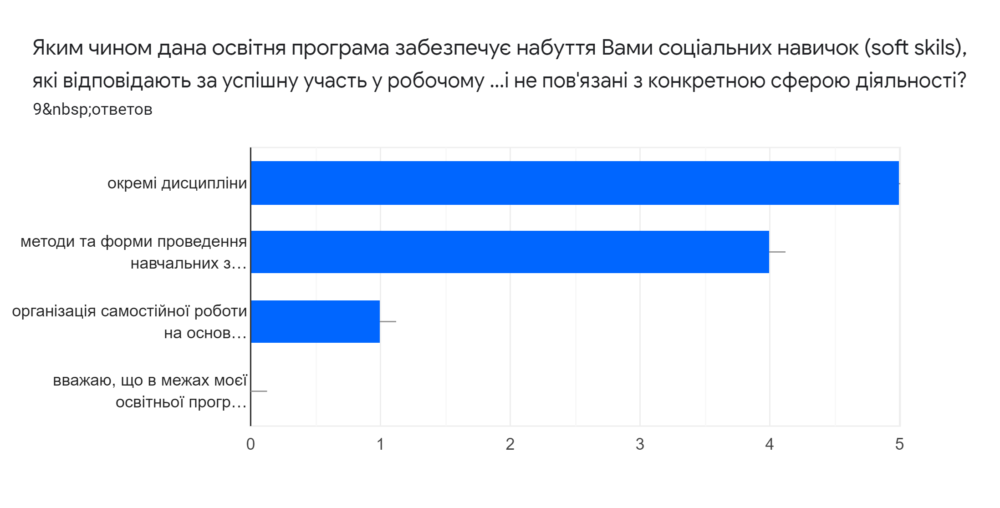 Яким чином дана освітня програма забезпечує набуття Вами соціальних навичок (soft skils),
які відповідають за успішну участь у робочому ...і не пов'язані з конкретною сферою діяльності?
9&nbsp;ответов
окремі дисципліни
методи та форми проведення
навчальних з…
організація самостійної роботи
на основ…
вважаю, що в межах моєї
освітньої прогр…
0 1 2 3 4 5